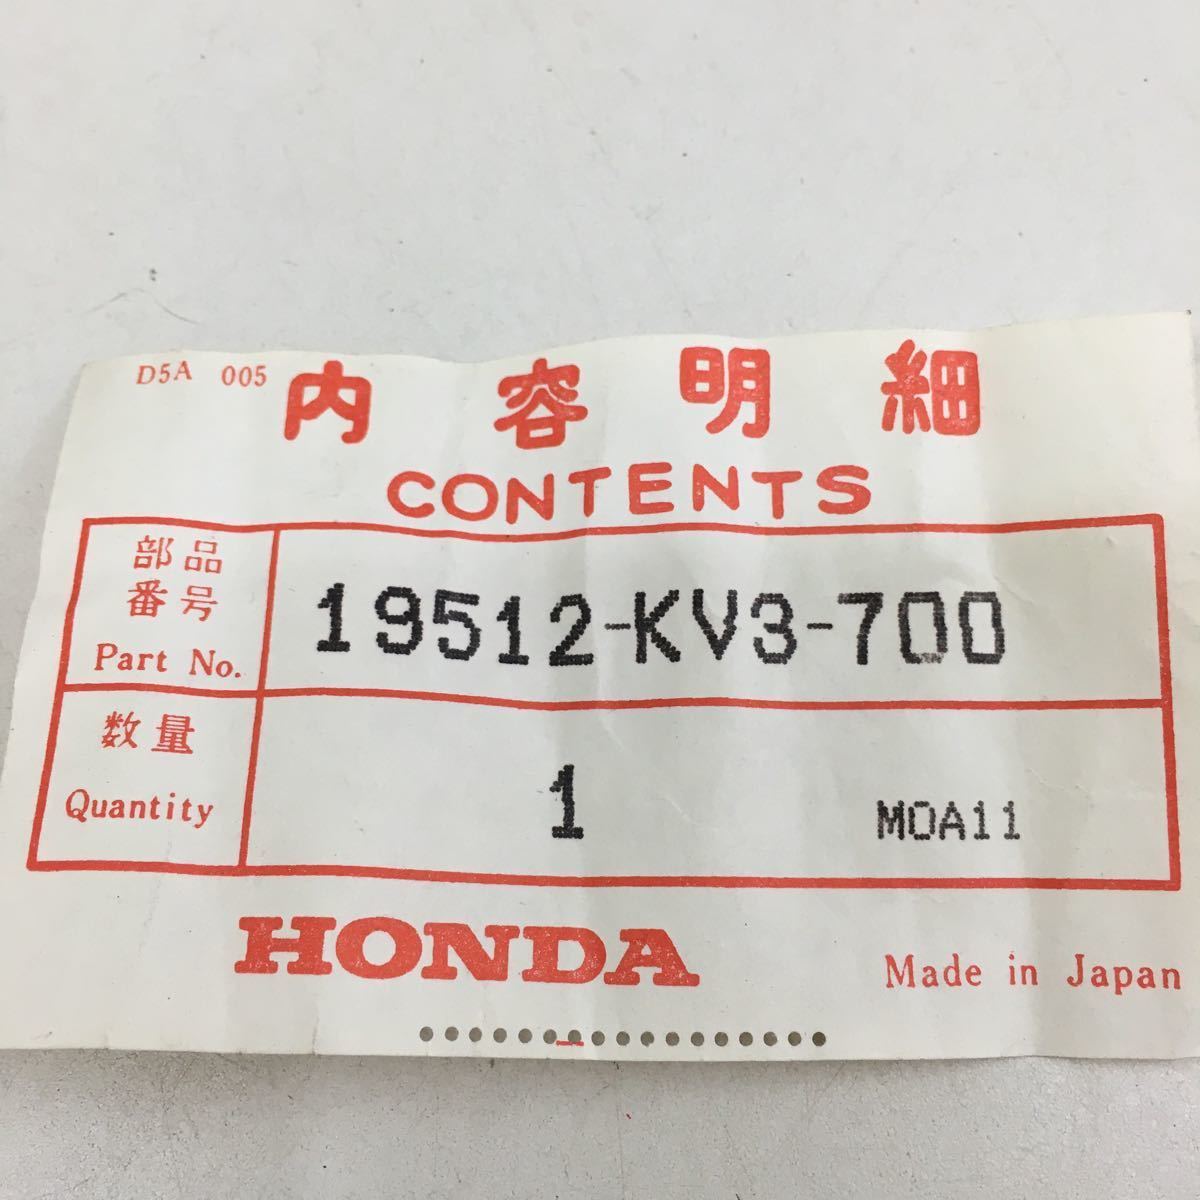 D5A 005
内容明細
CONTENTS
部品
番号
Part No.
19512-KV3-700
数量
Quantity
1
MOA11
HONDA
Made in Japan